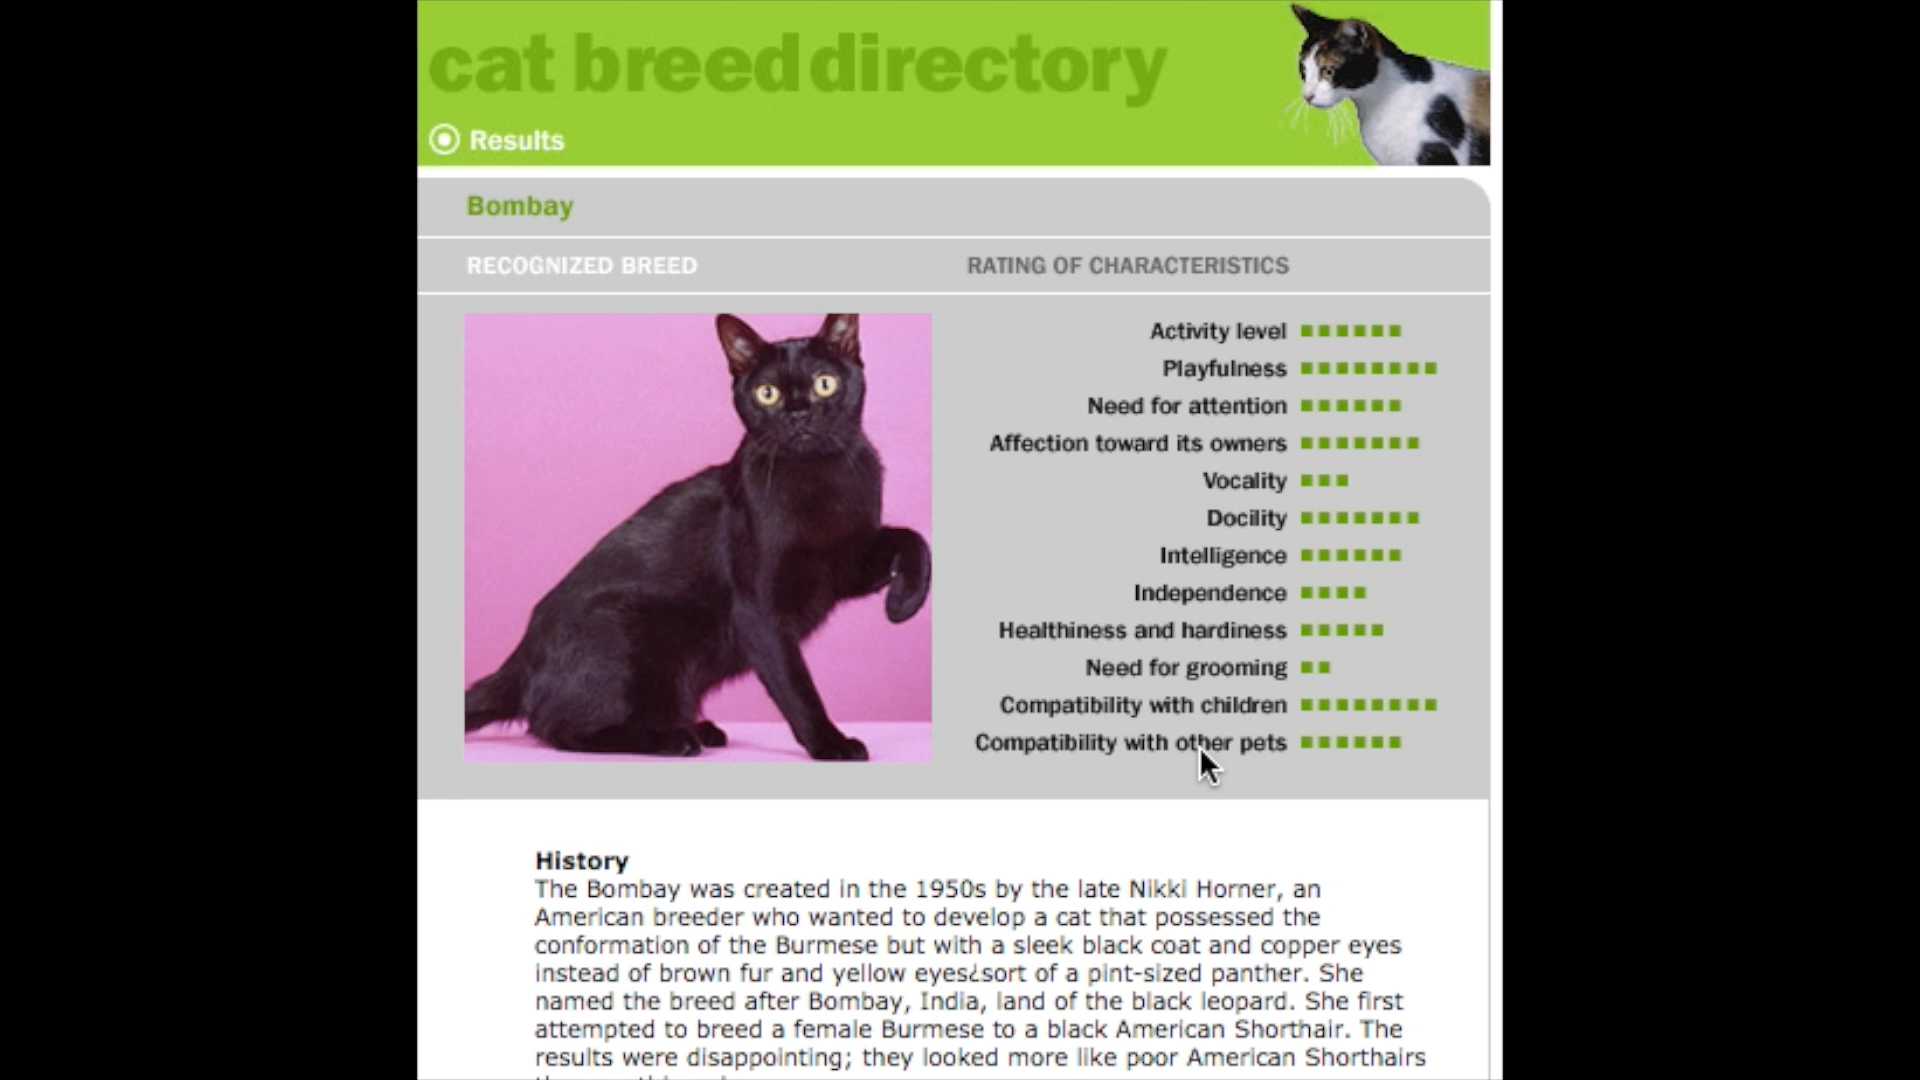 cat breed directory
Results
Bombay
RECOGNIZED BREED
RATING OF CHARACTERISTICS
Activity level
Playfulness
Need for attention
Affection toward its owners
Vocality
Docility
Intelligence
Independence
Healthiness and hardiness
Need for grooming
Compatibility with children
Compatibility with other pets
History
The Bombay was created in the 1950s by the late Nikki Horner, an
American breeder who wanted to develop a cat that possessed the
conformation of the Burmese but with a sleek black coat and copper eyes
instead of brown fur and yellow eyes¿sort of a pint-sized panther. She
named the breed after Bombay, India, land of the black leopard. She first
attempted to breed a female Burmese to a black American Shorthair. The
results were disappointing; they looked more like poor American Shorthairs